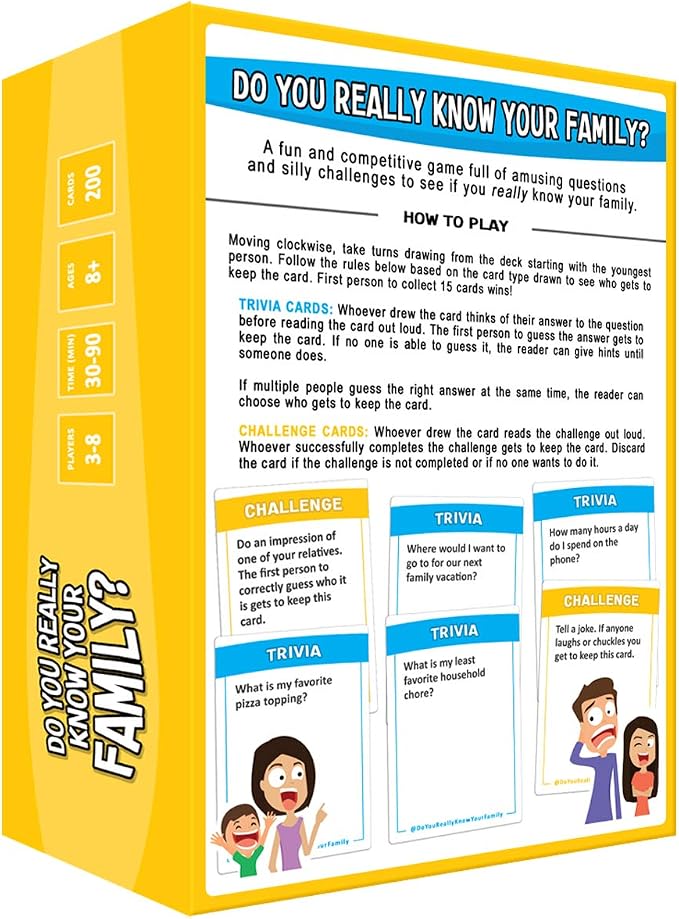 CARDS
200
AGES
8+
TIME (MIN)
30-90
PLAYERS
3-8
DO YOU REALLY
KNOW YOUR
FAMILY?
DO YOU REALLY KNOW YOUR FAMILY?
A fun and competitive game full of amusing questions
and silly challenges to see if you really know your family.
HOW TO PLAY
Moving clockwise, take turns drawing from the deck starting with the youngest
person. Follow the rules below based on the card type drawn to see who gets to
keep the card. First person to collect 15 cards wins!
TRIVIA CARDS: Whoever drew the card thinks of their answer to the question
before reading the card out loud. The first person to guess the answer gets to
keep the card. If no one is able to guess it, the reader can give hints until
someone does.
If multiple people guess the right answer at the same time, the reader can
choose who gets to keep the card.
CHALLENGE CARDS: Whoever drew the card reads the challenge out loud.
Whoever successfully completes the challenge gets to keep the card. Discard
the card if the challenge is not completed or if no one wants to do it.
CHALLENGE
Do an impression of
one of your relatives.
The first person to
correctly guess who it
is gets to keep this
card.
TRIVIA
Where would I want to
go to for our next
family vacation?
TRIVIA
How many hours a day
do I spend on the
phone?
CHALLENGE
Tell a joke. If anyone
laughs or chuckles you
get to keep this card.
@DoYouReall
TRIVIA
What is my favorite
pizza topping?
urFamily
TRIVIA
What is my least
favorite household
chore?
@DoYouReallyKnowYourFamily